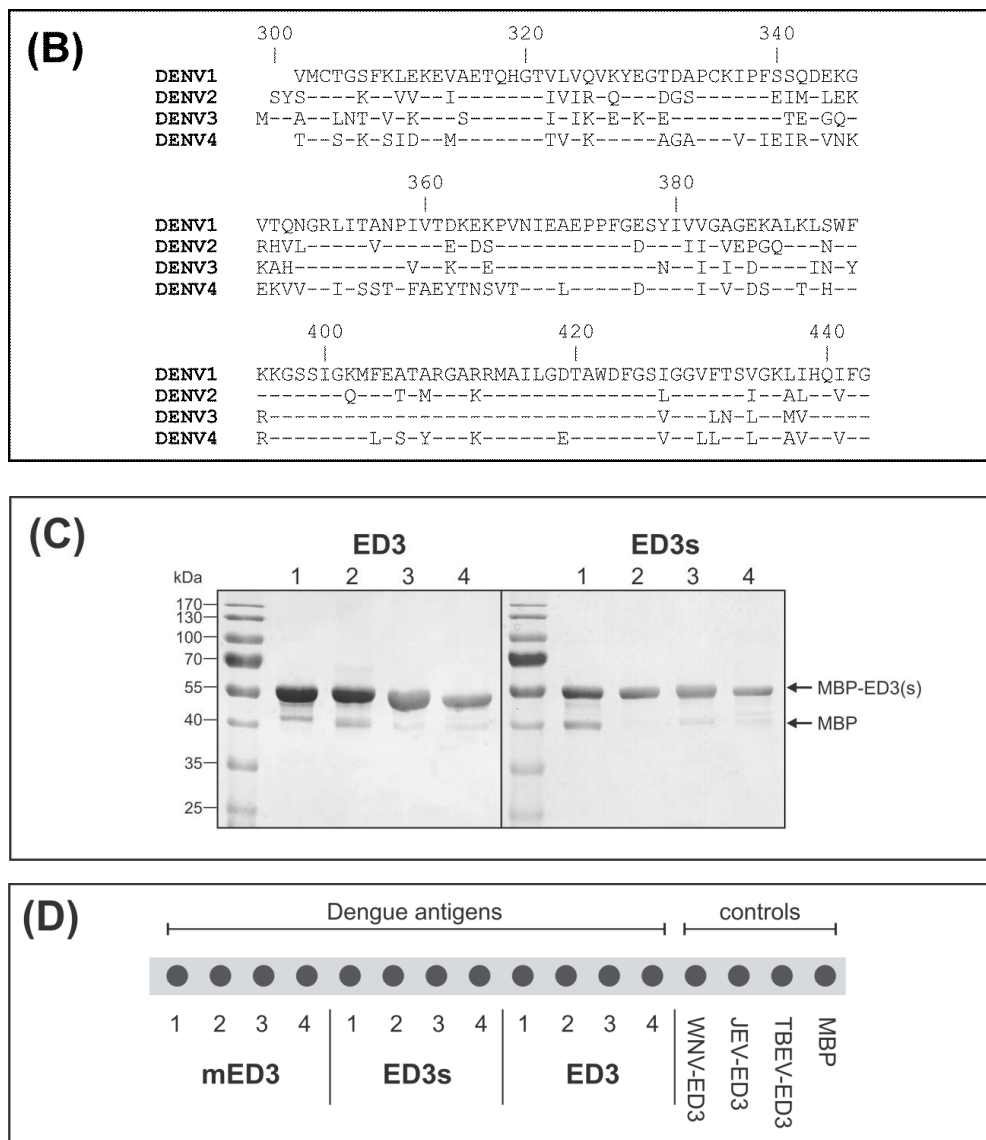 (B)
300 320 340
DENV1 VMCTGSFKLEKEVAETQHGTVLVQVKYEGTDAPCKIPFSSQDEKG
DENV2 SYS----K--VV--I-------IVIR-Q---DGS------EIM-LEK
DENV3 M--A--LNT-V-K---S------I-IK-E-K-E---------TE-GQ-
DENV4 T--S-K-SID--M-------TV-K-----AGA---V-IEIR-VNK
360 380
DENV1 VTQNGRLITANPIVTDKEKPVNIEAEPPFGESYIVVGAGEKALKLSWF
DENV2 RHVL-----V-----E-DS-----------D---II-VEPGQ---N--
DENV3 KAH---------V--K--E-------------N--I-I-D----IN-Y
DENV4 EKVV--I-SST-FAEYTNSVT---L-----D----I-V-DS--T-H--
400 420 440
DENV1 KKGSSIGKMFEATARGARRMAILGDTAWDFGSIGGVFTSVGKLIHQIFG
DENV2 -------Q---T-M---K--------------L------I--AL--V--
DENV3 R-------------------------------V---LN-L--MV-----
DENV4 R--------L-S-Y---K------E-------V--LL--L--AV--V--
(C)
ED3 ED3s
kDa 1 2 3 4 1 2 3 4
170
130
100
70
55 MBP-ED3(s)
40 MBP
35
25
(D)
Dengue antigens controls
1 2 3 4 1 2 3 4 1 2 3 4 WNV-ED3 JEV-ED3 TBEV-ED3 MBP
mED3 ED3s ED3